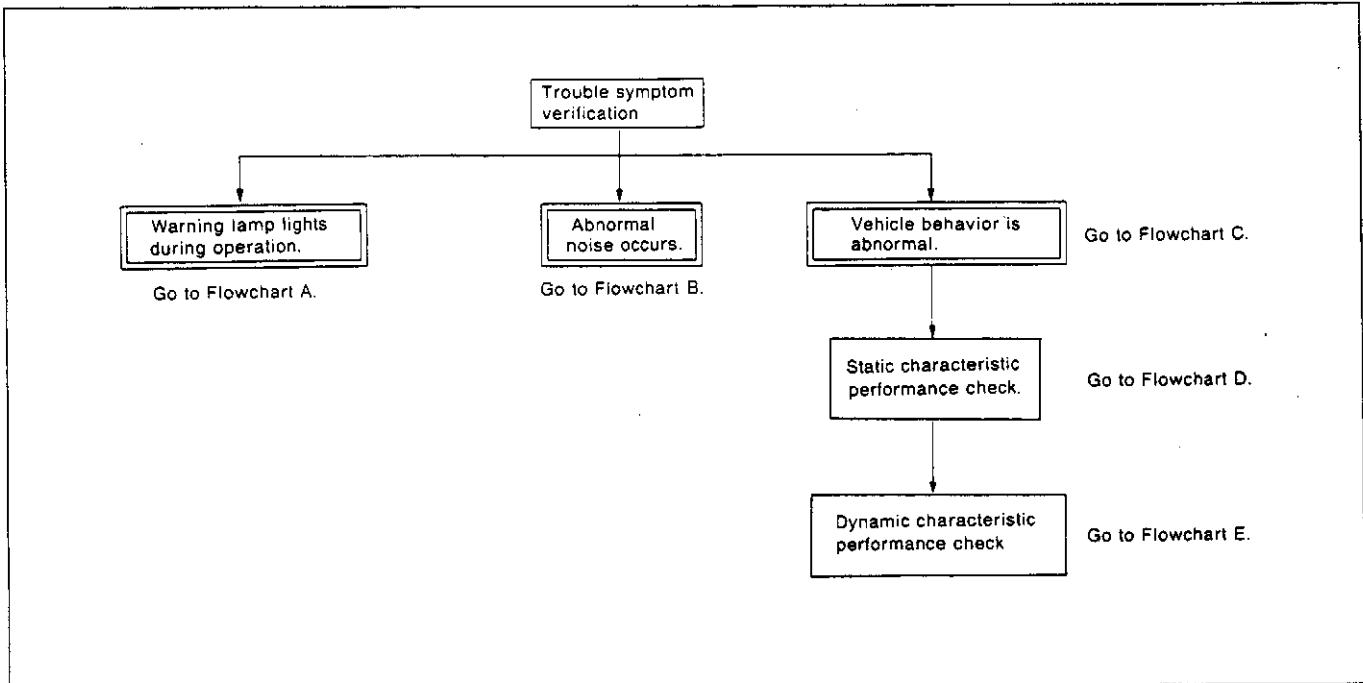 Trouble symptom
verification
Warning lamp lights
during operation.
Abnormal
noise occurs.
Vehicle behavior is
abnormal.
Go to Flowchart C.
Go to Flowchart A.
Go to Flowchart B.
Static characteristic
performance check.
Go to Flowchart D.
Dynamic characteristic
performance check
Go to Flowchart E.